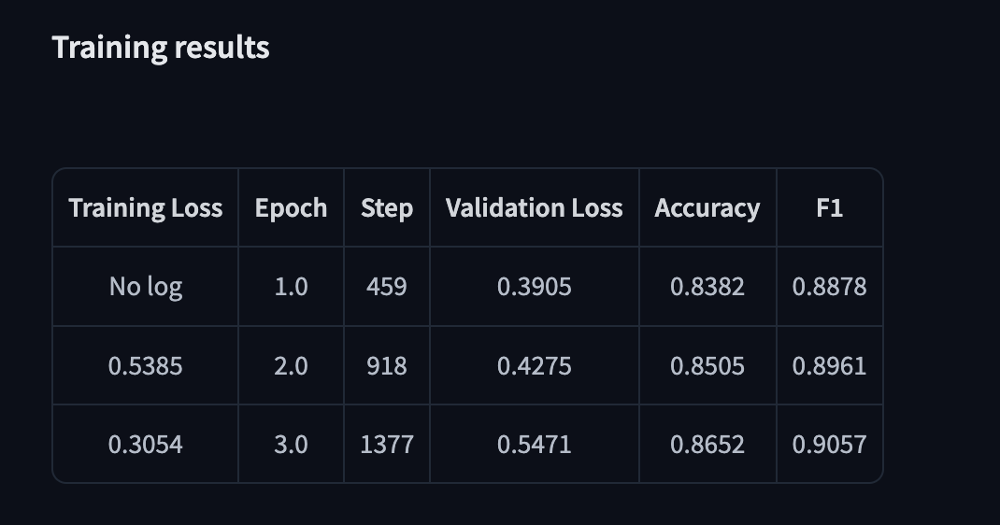 Training results
Training Loss Epoch Step Validation Loss Accuracy F1
No log 1.0 459 0.3905 0.8382 0.8878
0.5385 2.0 918 0.4275 0.8505 0.8961
0.3054 3.0 1377 0.5471 0.8652 0.9057